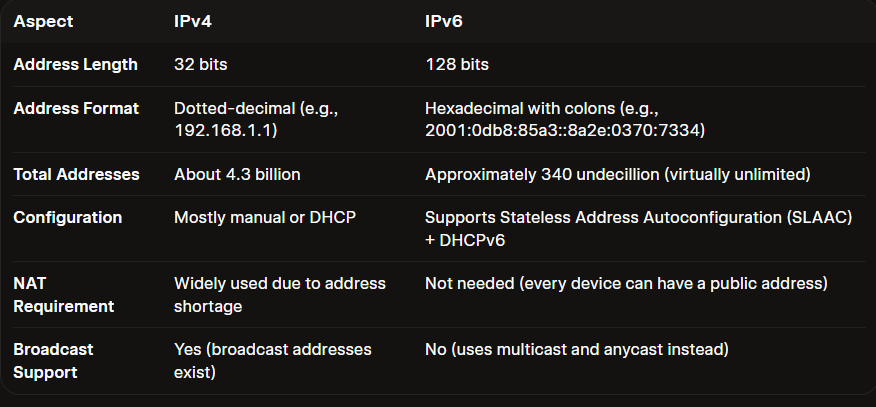 Aspect IPv4 IPv6
Address Length 32 bits 128 bits
Address Format Dotted-decimal (e.g., 192.168.1.1) Hexadecimal with colons (e.g., 2001:0db8:85a3::8a2e:0370:7334)
Total Addresses About 4.3 billion Approximately 340 undecillion (virtually unlimited)
Configuration Mostly manual or DHCP Supports Stateless Address Autoconfiguration (SLAAC) + DHCPv6
NAT Requirement Widely used due to address shortage Not needed (every device can have a public address)
Broadcast Support Yes (broadcast addresses exist) No (uses multicast and anycast instead)